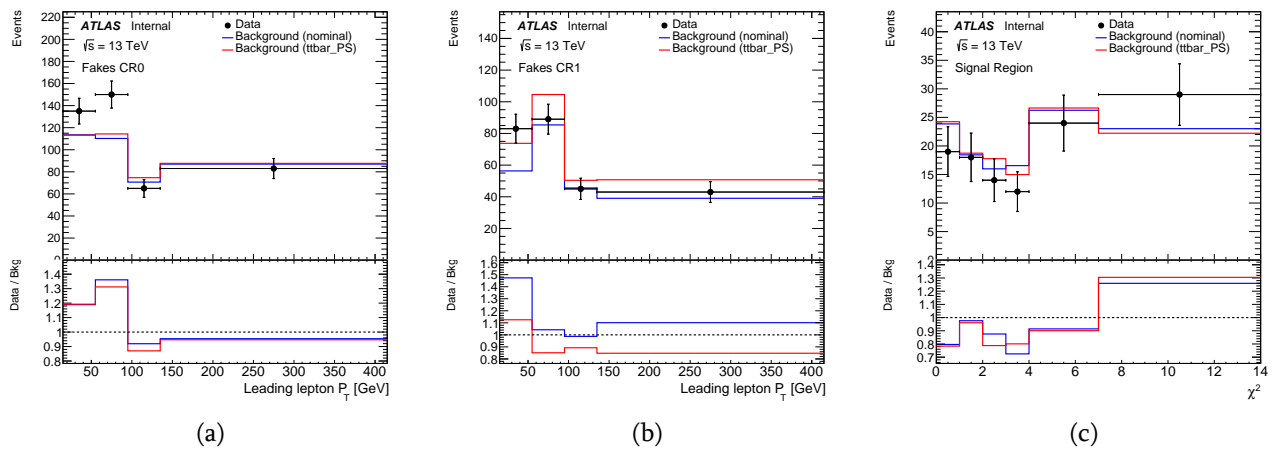 Events
220
200
180
160
140
120
100
80
60
40
20
0
ATLAS Internal
√s = 13 TeV
Fakes CR0
Data
Background (nominal)
Background (ttbar_PS)
Data / Bkg
1.4
1.3
1.2
1.1
1
0.9
0.8
50 100 150 200 250 300 350 400
Leading lepton P_T [GeV]
(a)
Events
160
140
120
100
80
60
40
20
0
ATLAS Internal
√s = 13 TeV
Fakes CR1
Data
Background (nominal)
Background (ttbar_PS)
Data / Bkg
1.6
1.5
1.4
1.3
1.2
1.1
1
0.9
0.8
50 100 150 200 250 300 350 400
Leading lepton P_T [GeV]
(b)
Events
45
40
35
30
25
20
15
10
5
0
ATLAS Internal
√s = 13 TeV
Signal Region
Data
Background (nominal)
Background (ttbar_PS)
Data / Bkg
1.4
1.3
1.2
1.1
1
0.9
0.8
0.7
0 2 4 6 8 10 12 14
χ²
(c)